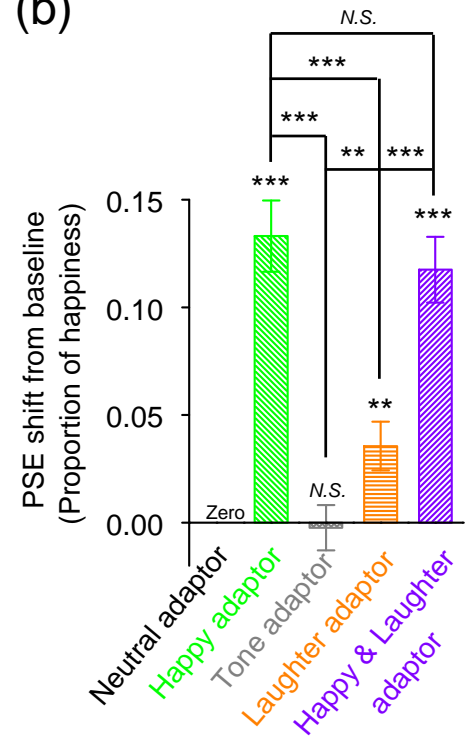 (b)
N.S.
***
***
** ***
***
***
**
N.S.
Zero
0.15
0.10
0.05
0.00
PSE shift from baseline
(Proportion of happiness)
Neutral adaptor
Happy adaptor
Tone adaptor
Laughter adaptor
Happy & Laughter
adaptor